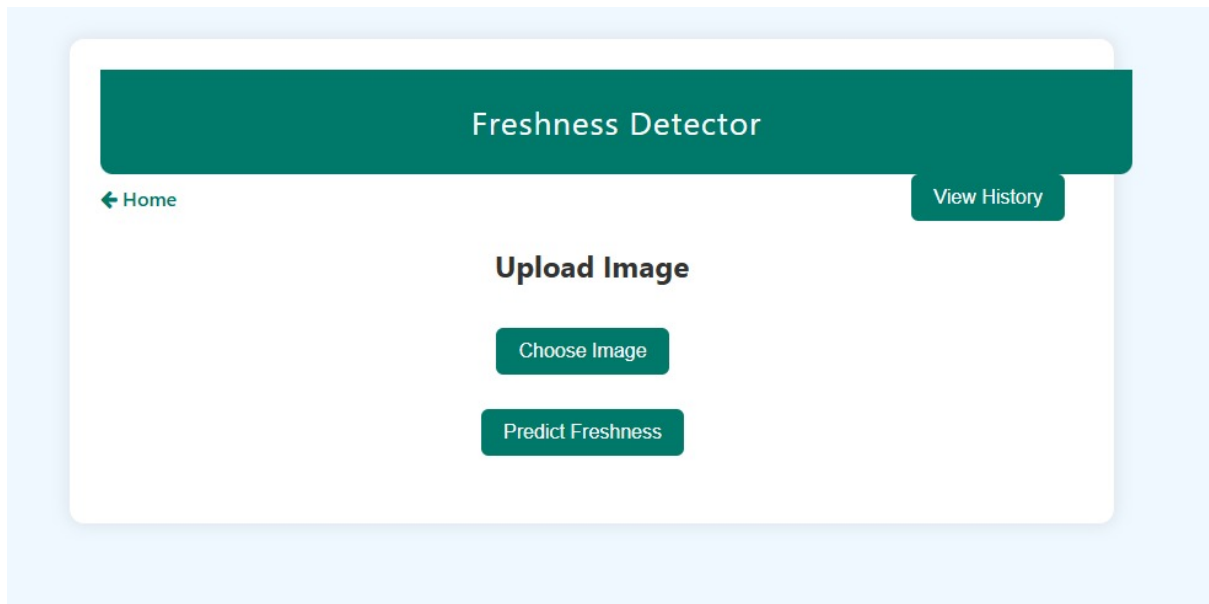 Freshness Detector
Home
View History
Upload Image
Choose Image
Predict Freshness